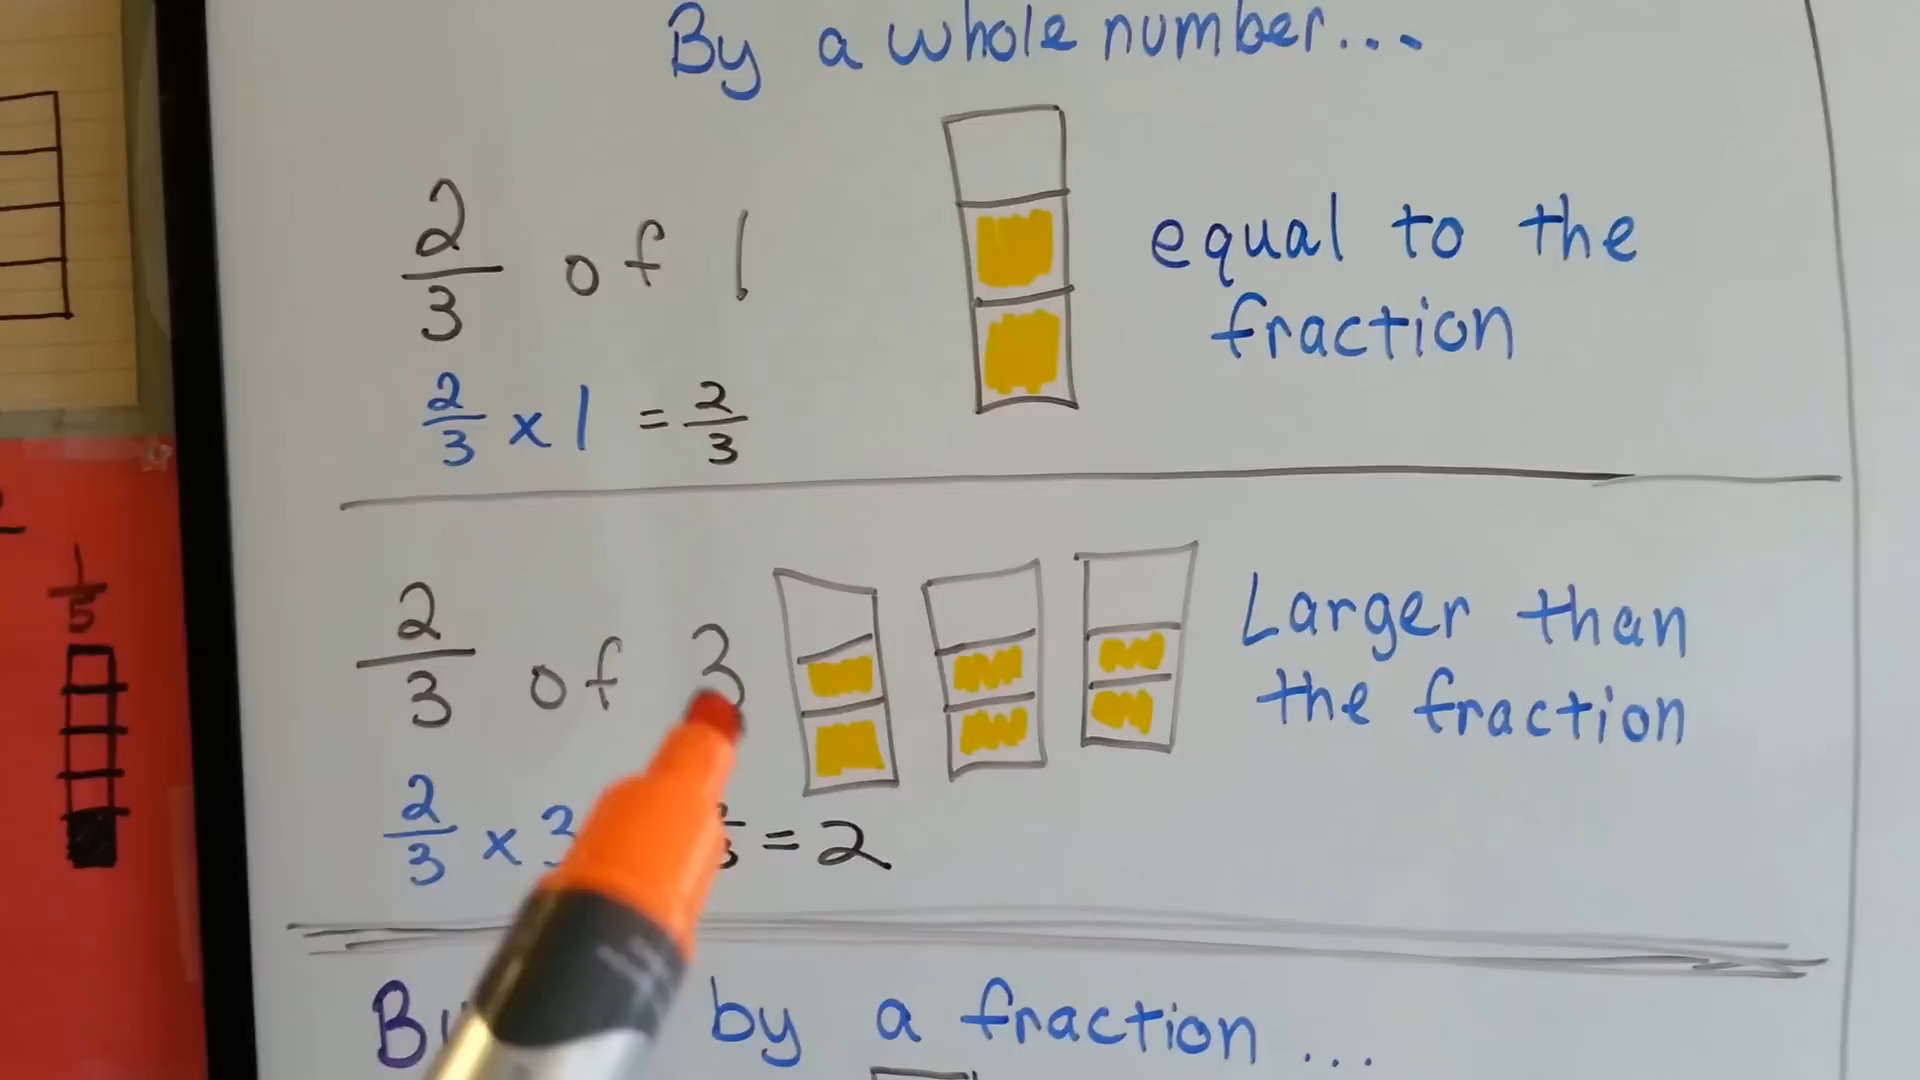 By a whole number...
2/3 of 1
equal to the
fraction
2/3 x 1 = 2/3
2/3 of 3
Larger than
the fraction
2/3 x 3 = 2
by a fraction...
1/5